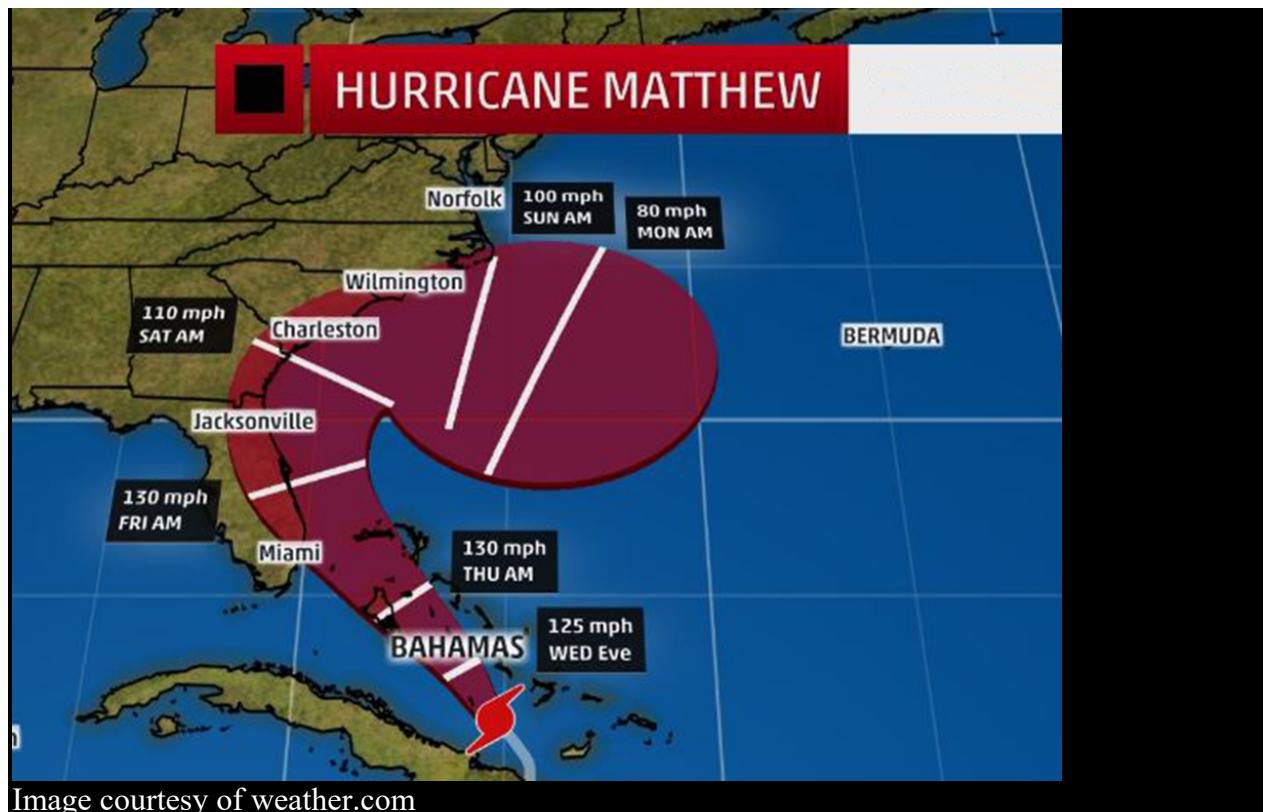 HURRICANE MATTHEW
Norfolk
100 mph
SUN AM
80 mph
MON AM
Wilmington
110 mph
SAT AM
Charleston
BERMUDA
Jacksonville
130 mph
FRI AM
Miami
130 mph
THU AM
125 mph
WED Eve
BAHAMAS
Image courtesy of weather.com